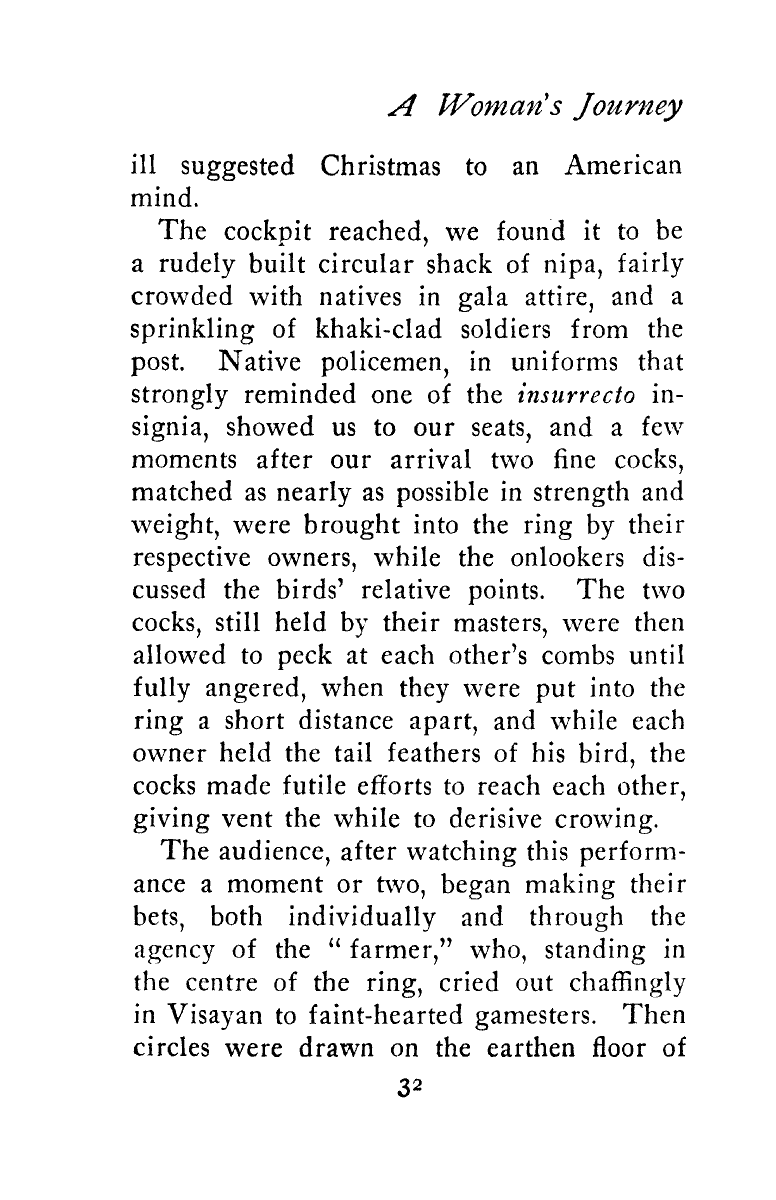 A Woman's Journey
ill suggested Christmas to an American
mind.
The cockpit reached, we found it to be
a rudely built circular shack of nipa, fairly
crowded with natives in gala attire, and a
sprinkling of khaki-clad soldiers from the
post. Native policemen, in uniforms that
strongly reminded one of the insurrecto in-
signia, showed us to our seats, and a few
moments after our arrival two fine cocks,
matched as nearly as possible in strength and
weight, were brought into the ring by their
respective owners, while the onlookers dis-
cussed the birds' relative points. The two
cocks, still held by their masters, were then
allowed to peck at each other's combs until
fully angered, when they were put into the
ring a short distance apart, and while each
owner held the tail feathers of his bird, the
cocks made futile efforts to reach each other,
giving vent the while to derisive crowing.
The audience, after watching this perform-
ance a moment or two, began making their
bets, both individually and through the
agency of the “ farmer,” who, standing in
the centre of the ring, cried out chaffingly
in Visayan to faint-hearted gamesters. Then
circles were drawn on the earthen floor of
32